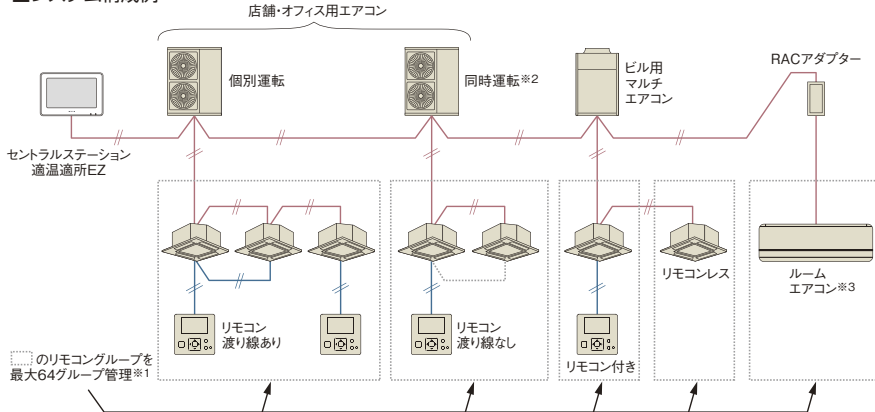 ■システム構成例
店舗・オフィス用エアコン
個別運転
同時運転※2
ビル用
マルチ
エアコン
RACアダプター
セントラルステーション
適温適所EZ
リモコンレス
ルーム
エアコン※3
リモコン
渡り線あり
リモコン
渡り線なし
リモコン付き
のリモコングループを
最大64グループ管理※1